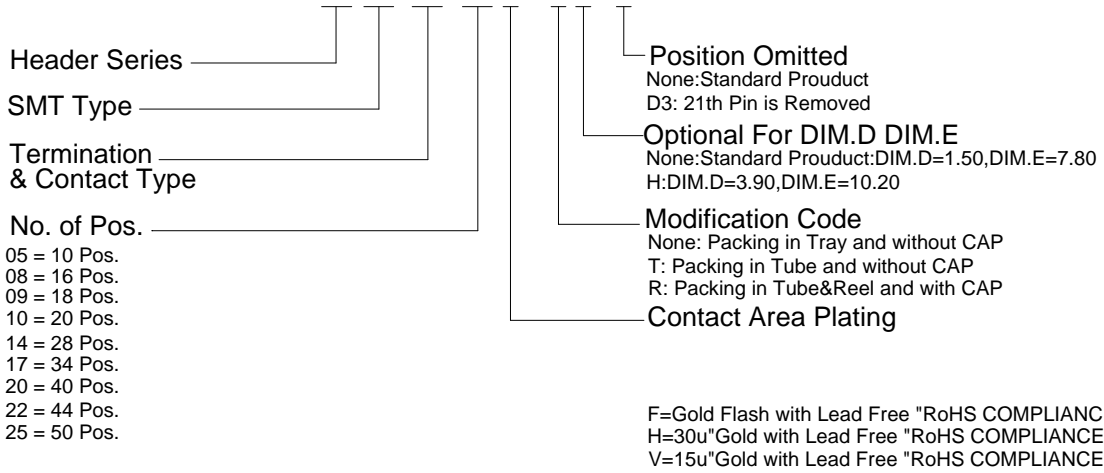 Header Series
SMT Type
Termination
& Contact Type
No. of Pos.
05 = 10 Pos.
08 = 16 Pos.
09 = 18 Pos.
10 = 20 Pos.
14 = 28 Pos.
17 = 34 Pos.
20 = 40 Pos.
22 = 44 Pos.
25 = 50 Pos.
Position Omitted
None:Standard Prouduct
D3: 21th Pin is Removed
Optional For DIM.D DIM.E
None:Standard Prouduct:DIM.D=1.50,DIM.E=7.80
H:DIM.D=3.90,DIM.E=10.20
Modification Code
None: Packing in Tray and without CAP
T: Packing in Tube and without CAP
R: Packing in Tube&Reel and with CAP
Contact Area Plating
F=Gold Flash with Lead Free "RoHS COMPLIANC
H=30u"Gold with Lead Free "RoHS COMPLIANCE
V=15u"Gold with Lead Free "RoHS COMPLIANCE